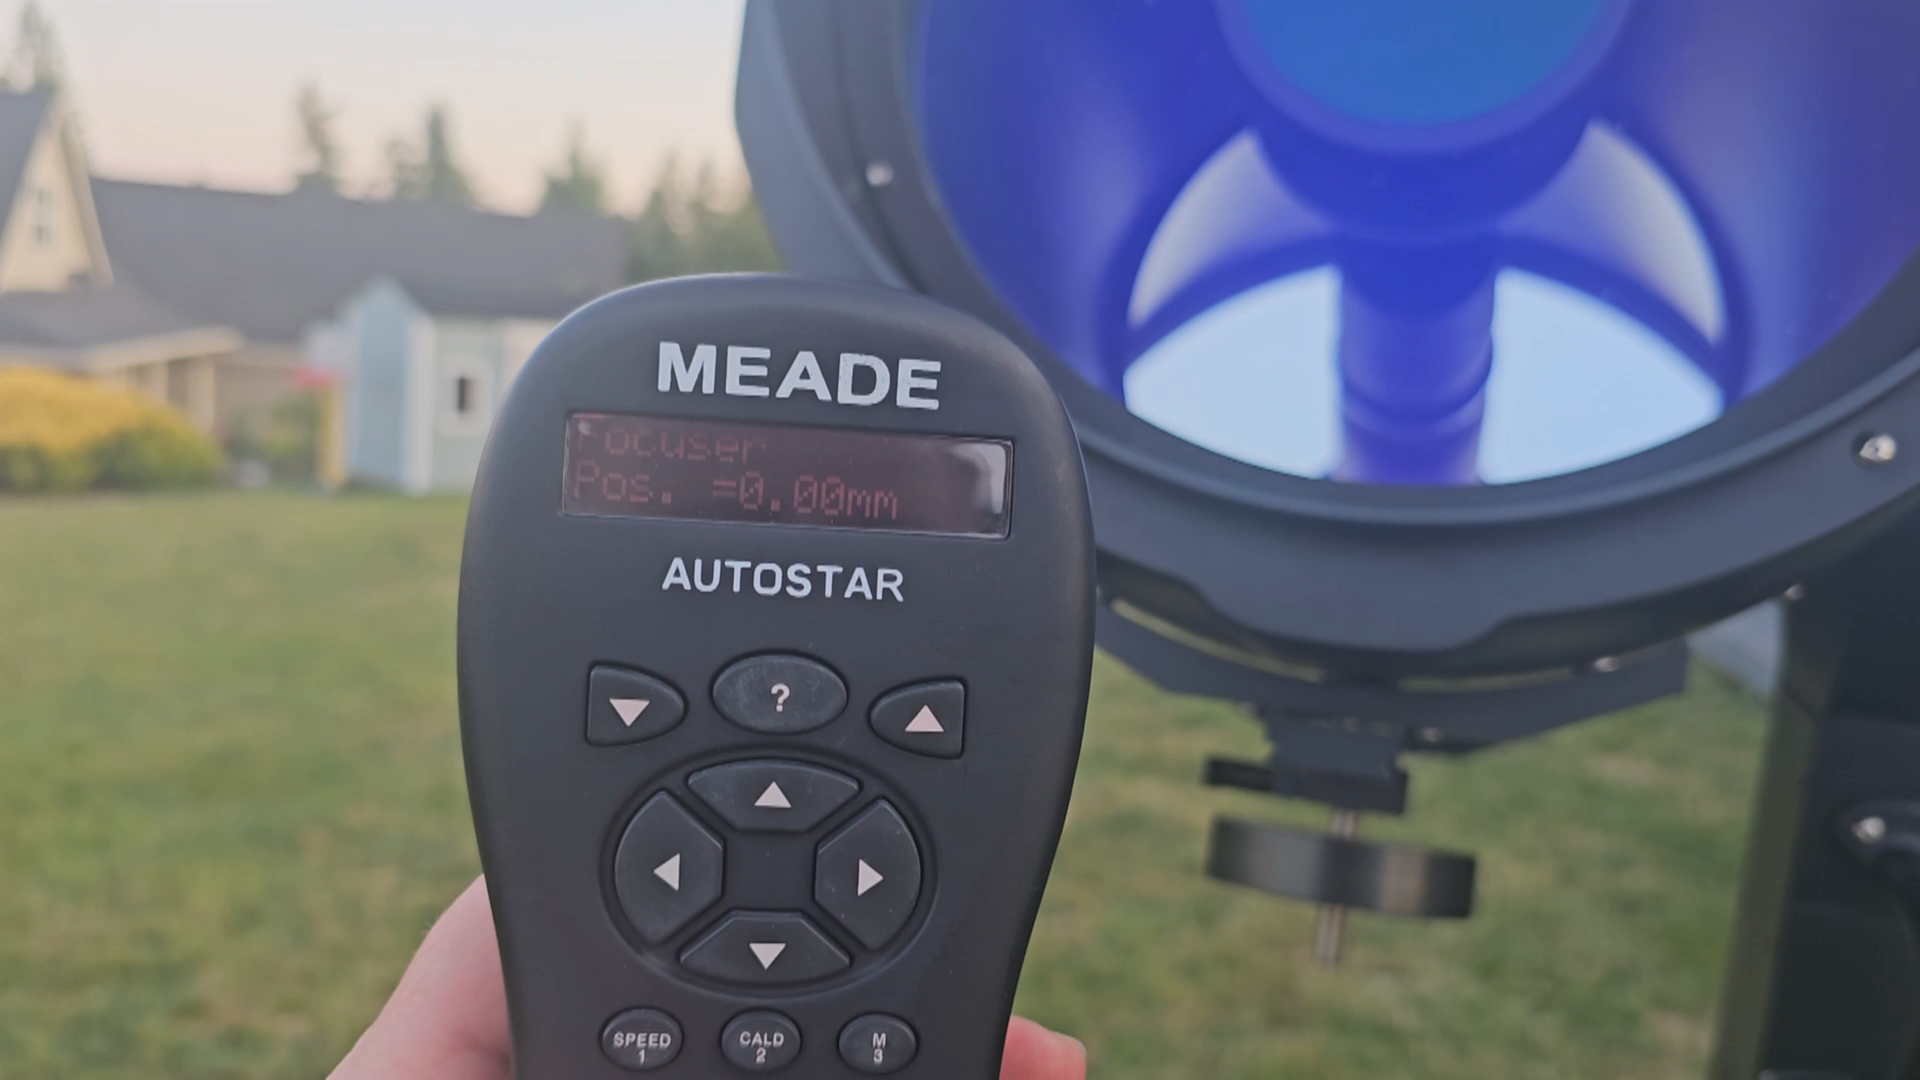 MEADE
Focuser
Pos. =0.00mm
AUTOSTAR
?
SPEED
1
CALD
2
M
3